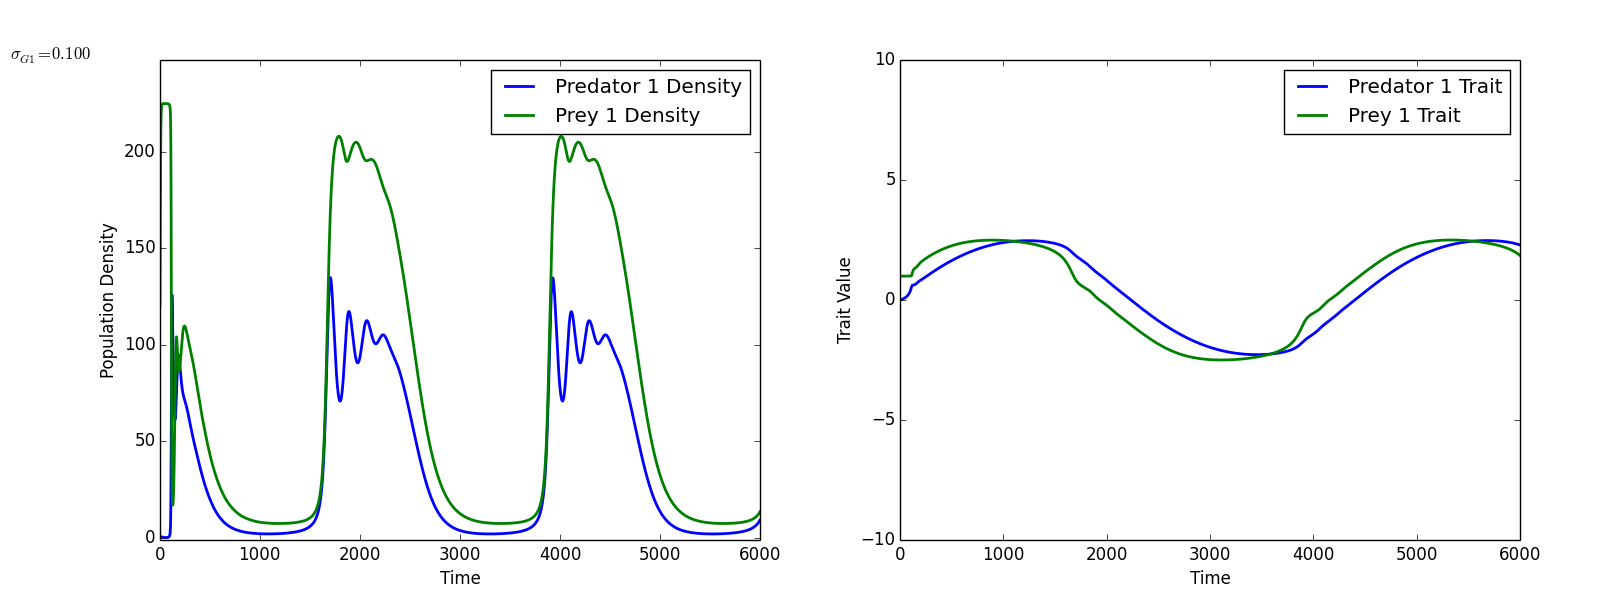 σG1=0.100
Predator 1 Density
Prey 1 Density
Population Density
200
150
100
50
0
0 1000 2000 3000 4000 5000 6000
Time
Predator 1 Trait
Prey 1 Trait
Trait Value
10
5
0
−5
−10
0 1000 2000 3000 4000 5000 6000
Time